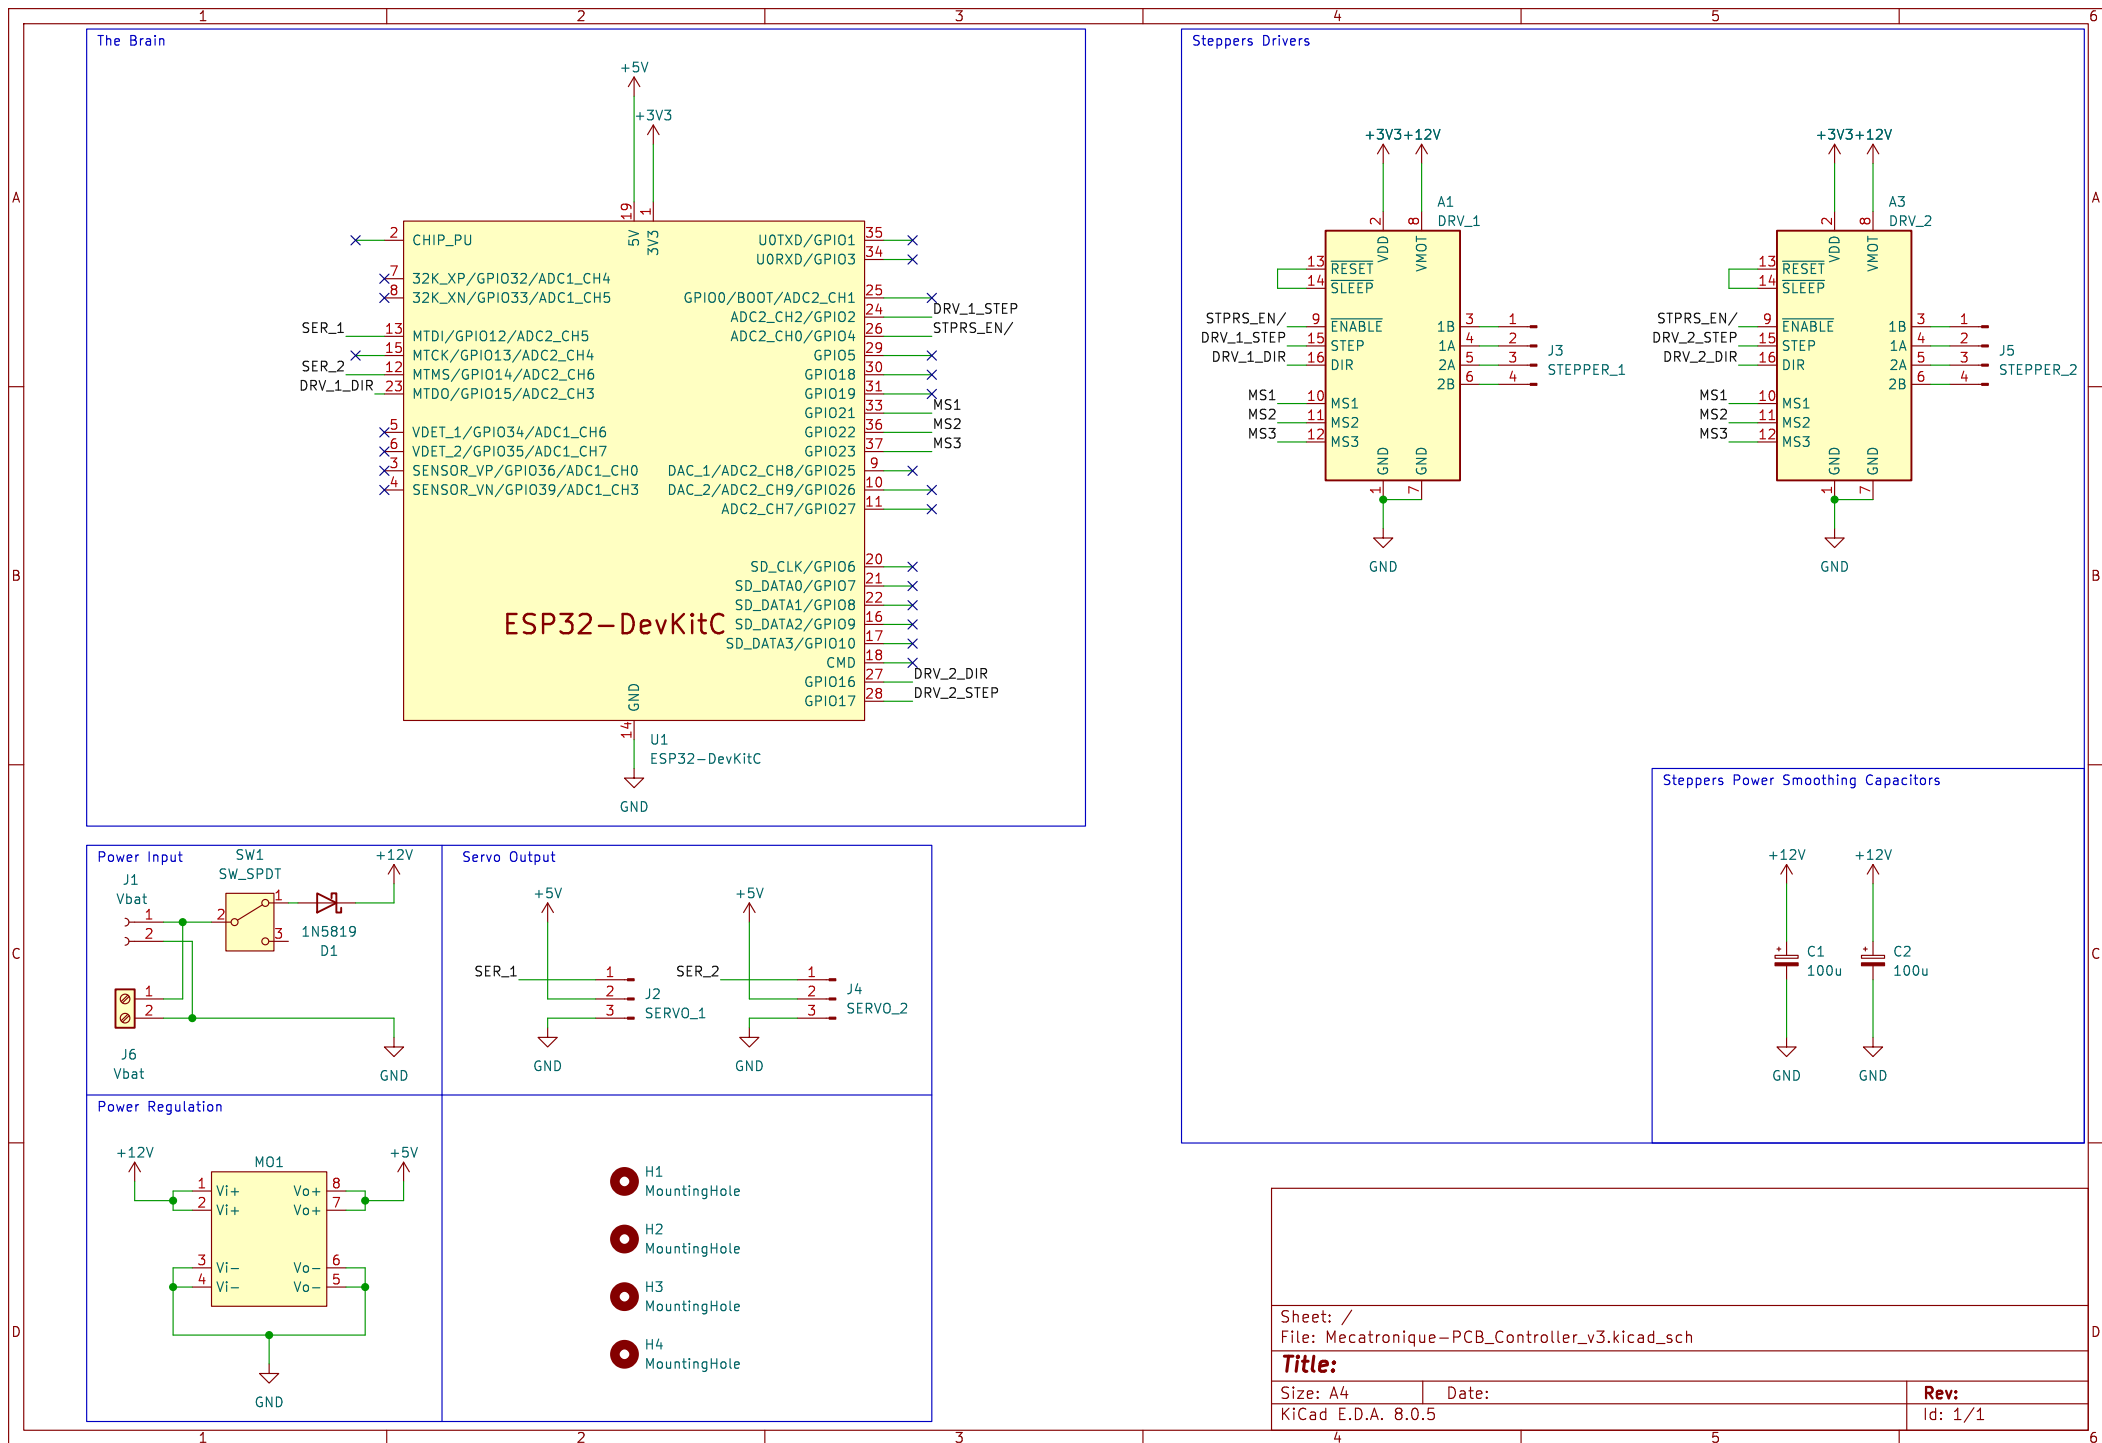 1 2 3 4 5 6
The Brain
+5V
+3V3
19 1
5V 3V3
2 CHIP_PU
7 32K_XP/GPIO32/ADC1_CH4
8 32K_XN/GPIO33/ADC1_CH5
SER_1 13 MTDI/GPIO12/ADC2_CH5
15 MTCK/GPIO13/ADC2_CH4
SER_2 12 MTMS/GPIO14/ADC2_CH6
DRV_1_DIR 23 MTDO/GPIO15/ADC2_CH3
5 VDET_1/GPIO34/ADC1_CH6
6 VDET_2/GPIO35/ADC1_CH7
3 SENSOR_VP/GPIO36/ADC1_CH0
4 SENSOR_VN/GPIO39/ADC1_CH3
U0TXD/GPIO1 35
U0RXD/GPIO3 34
GPIO0/BOOT/ADC2_CH1 25
ADC2_CH2/GPIO2 24 DRV_1_STEP
ADC2_CH0/GPIO4 26 STPRS_EN/
GPIO5 29
GPIO18 30
GPIO19 31
GPIO21 33 MS1
GPIO22 36 MS2
GPIO23 37 MS3
DAC_1/ADC2_CH8/GPIO25 9
DAC_2/ADC2_CH9/GPIO26 10
ADC2_CH7/GPIO27 11
SD_CLK/GPIO6 20
SD_DATA0/GPIO7 21
SD_DATA1/GPIO8 22
SD_DATA2/GPIO9 16
SD_DATA3/GPIO10 17
CMD 18
GPIO16 27 DRV_2_DIR
GPIO17 28 DRV_2_STEP
ESP32-DevKitC
GND
14
U1
ESP32-DevKitC
GND
Steppers Drivers
+3V3 +12V
A1
DRV_1
2 8
VDD VMOT
13 RESET
14 SLEEP
STPRS_EN/ 9 ENABLE
DRV_1_STEP 15 STEP
DRV_1_DIR 16 DIR
MS1 10 MS1
MS2 11 MS2
MS3 12 MS3
1B 3 1
1A 4 2
2A 5 3
2B 6 4
J3
STEPPER_1
GND GND
1 7
GND
+3V3 +12V
A3
DRV_2
2 8
VDD VMOT
13 RESET
14 SLEEP
STPRS_EN/ 9 ENABLE
DRV_2_STEP 15 STEP
DRV_2_DIR 16 DIR
MS1 10 MS1
MS2 11 MS2
MS3 12 MS3
1B 3 1
1A 4 2
2A 5 3
2B 6 4
J5
STEPPER_2
GND GND
1 7
GND
Steppers Power Smoothing Capacitors
+12V +12V
C1
100u
C2
100u
GND GND
Power Input
J1
Vbat
1
2
SW1
SW_SPDT
2 1
3
+12V
1N5819
D1
1
2
J6
Vbat
GND
Servo Output
+5V
SER_1 1
2
3
J2
SERVO_1
GND
+5V
SER_2 1
2
3
J4
SERVO_2
GND
Power Regulation
+12V
MO1
+5V
1 Vi+ Vo+ 8
2 Vi+ Vo+ 7
3 Vi- Vo- 6
4 Vi- Vo- 5
GND
H1
MountingHole
H2
MountingHole
H3
MountingHole
H4
MountingHole
A A
B B
C C
D D
Sheet: /
File: Mecatronique-PCB_Controller_v3.kicad_sch
Title:
Size: A4 Date: Rev:
KiCad E.D.A. 8.0.5 Id: 1/1
1 2 3 4 5 6